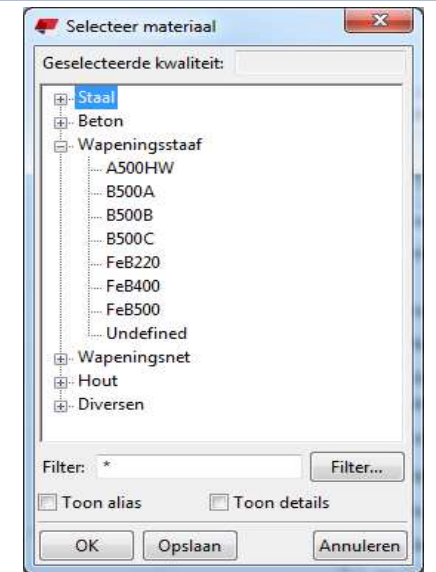 Selecteer materiaal
Geselecteerde kwaliteit:
Staal
Beton
Wapeningsstaaf
A500HW
B500A
B500B
B500C
FeB220
FeB400
FeB500
Undefined
Wapeningsnet
Hout
Diversen
Filter: * Filter...
Toon alias Toon details
OK Opslaan Annuleren